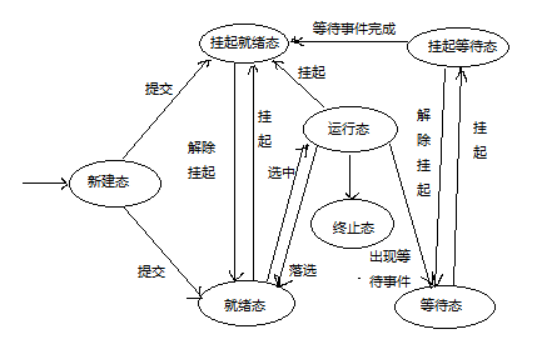 等待事件完成
挂起就绪态
挂起等待态
挂起
提交
解除
挂起
挂
起
运行态
解
除
挂
起
挂
起
选中
新建态
终止态
提交
落选
出现等
待事件
就绪态
等待态